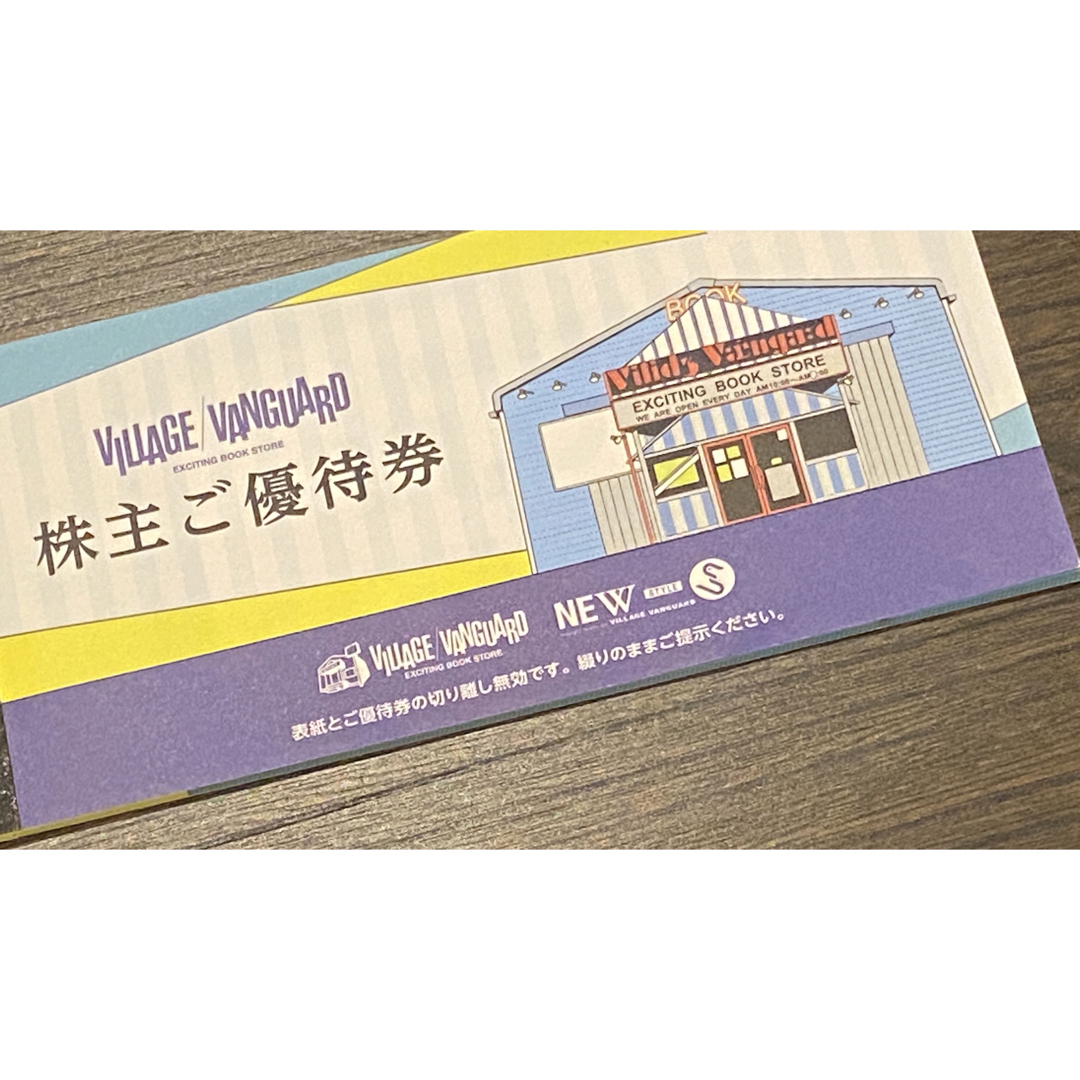 VILLAGE/VANGUARD
EXCITING BOOK STORE
株主ご優待券
BOOK
EXCITING BOOK STORE
WE ARE OPEN EVERY DAY AM10:00~AM
VILLAGE/VANGUARD
EXCITING BOOK STORE
NEW STYLE
VILLAGE VANGUARD
表紙とご優待券の切り離し無効です。綴りのままご提示ください。